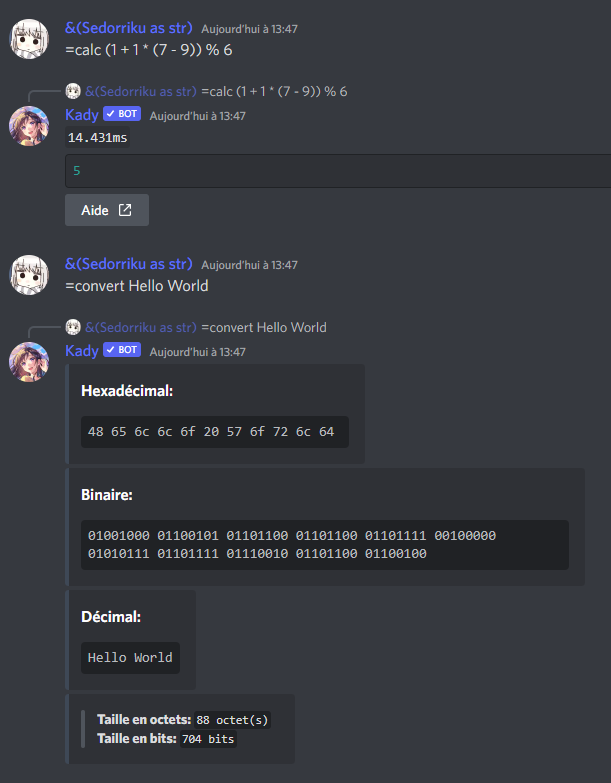 &(Sedorriku as str) Aujourd'hui à 13:47
=calc (1 + 1 * (7 - 9)) % 6
&(Sedorriku as str) =calc (1 + 1 * (7 - 9)) % 6
Kady BOT Aujourd'hui à 13:47
14.431ms
5
Aide
&(Sedorriku as str) Aujourd'hui à 13:47
=convert Hello World
&(Sedorriku as str) =convert Hello World
Kady BOT Aujourd'hui à 13:47
Hexadécimal:
48 65 6c 6c 6f 20 57 6f 72 6c 64
Binaire:
01001000 01100101 01101100 01101100 01101111 00100000
01010111 01101111 01110010 01101100 01100100
Décimal:
Hello World
Taille en octets: 88 octet(s)
Taille en bits: 704 bits